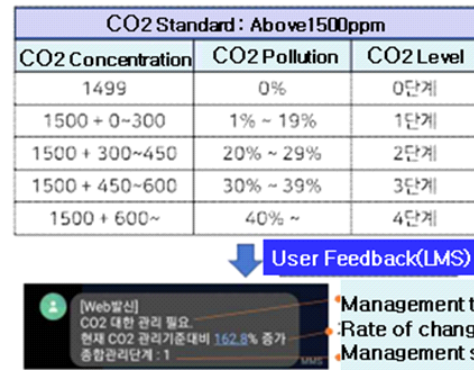 CO2 Standard : Above1500ppm
CO2 Concentration CO2 Pollution CO2 Level
1499 0% 0단계
1500 + 0~300 1% ~ 19% 1단계
1500 + 300~450 20% ~ 29% 2단계
1500 + 450~600 30% ~ 39% 3단계
1500 + 600~ 40% ~ 4단계
User Feedback(LMS)
[Web발신]
CO2 대한 관리 필요.
현재 CO2 관리기준대비 162.8% 증가
종합관리단계 : 1
MMS
Management t
:Rate of chang
Management s